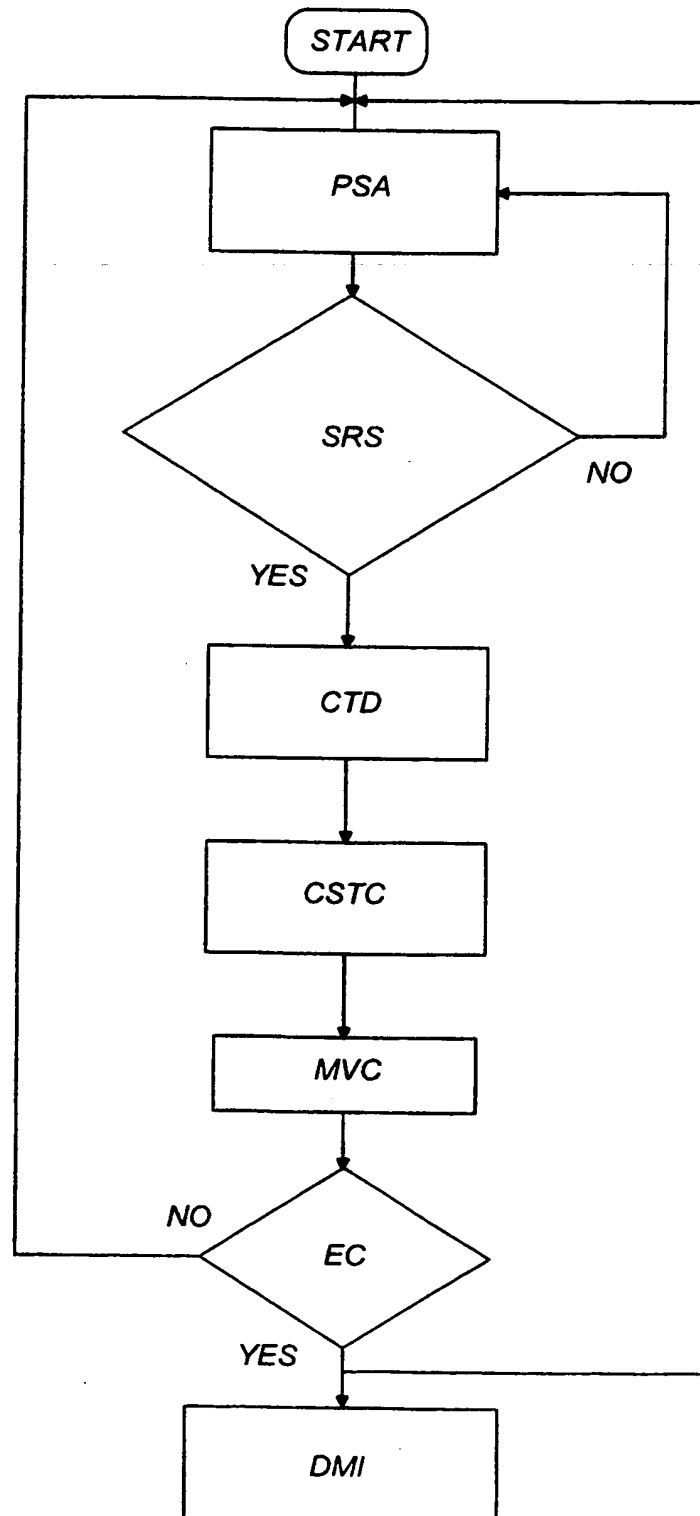 START
PSA
SRS
NO
YES
CTD
CSTC
MVC
NO
EC
YES
DMI